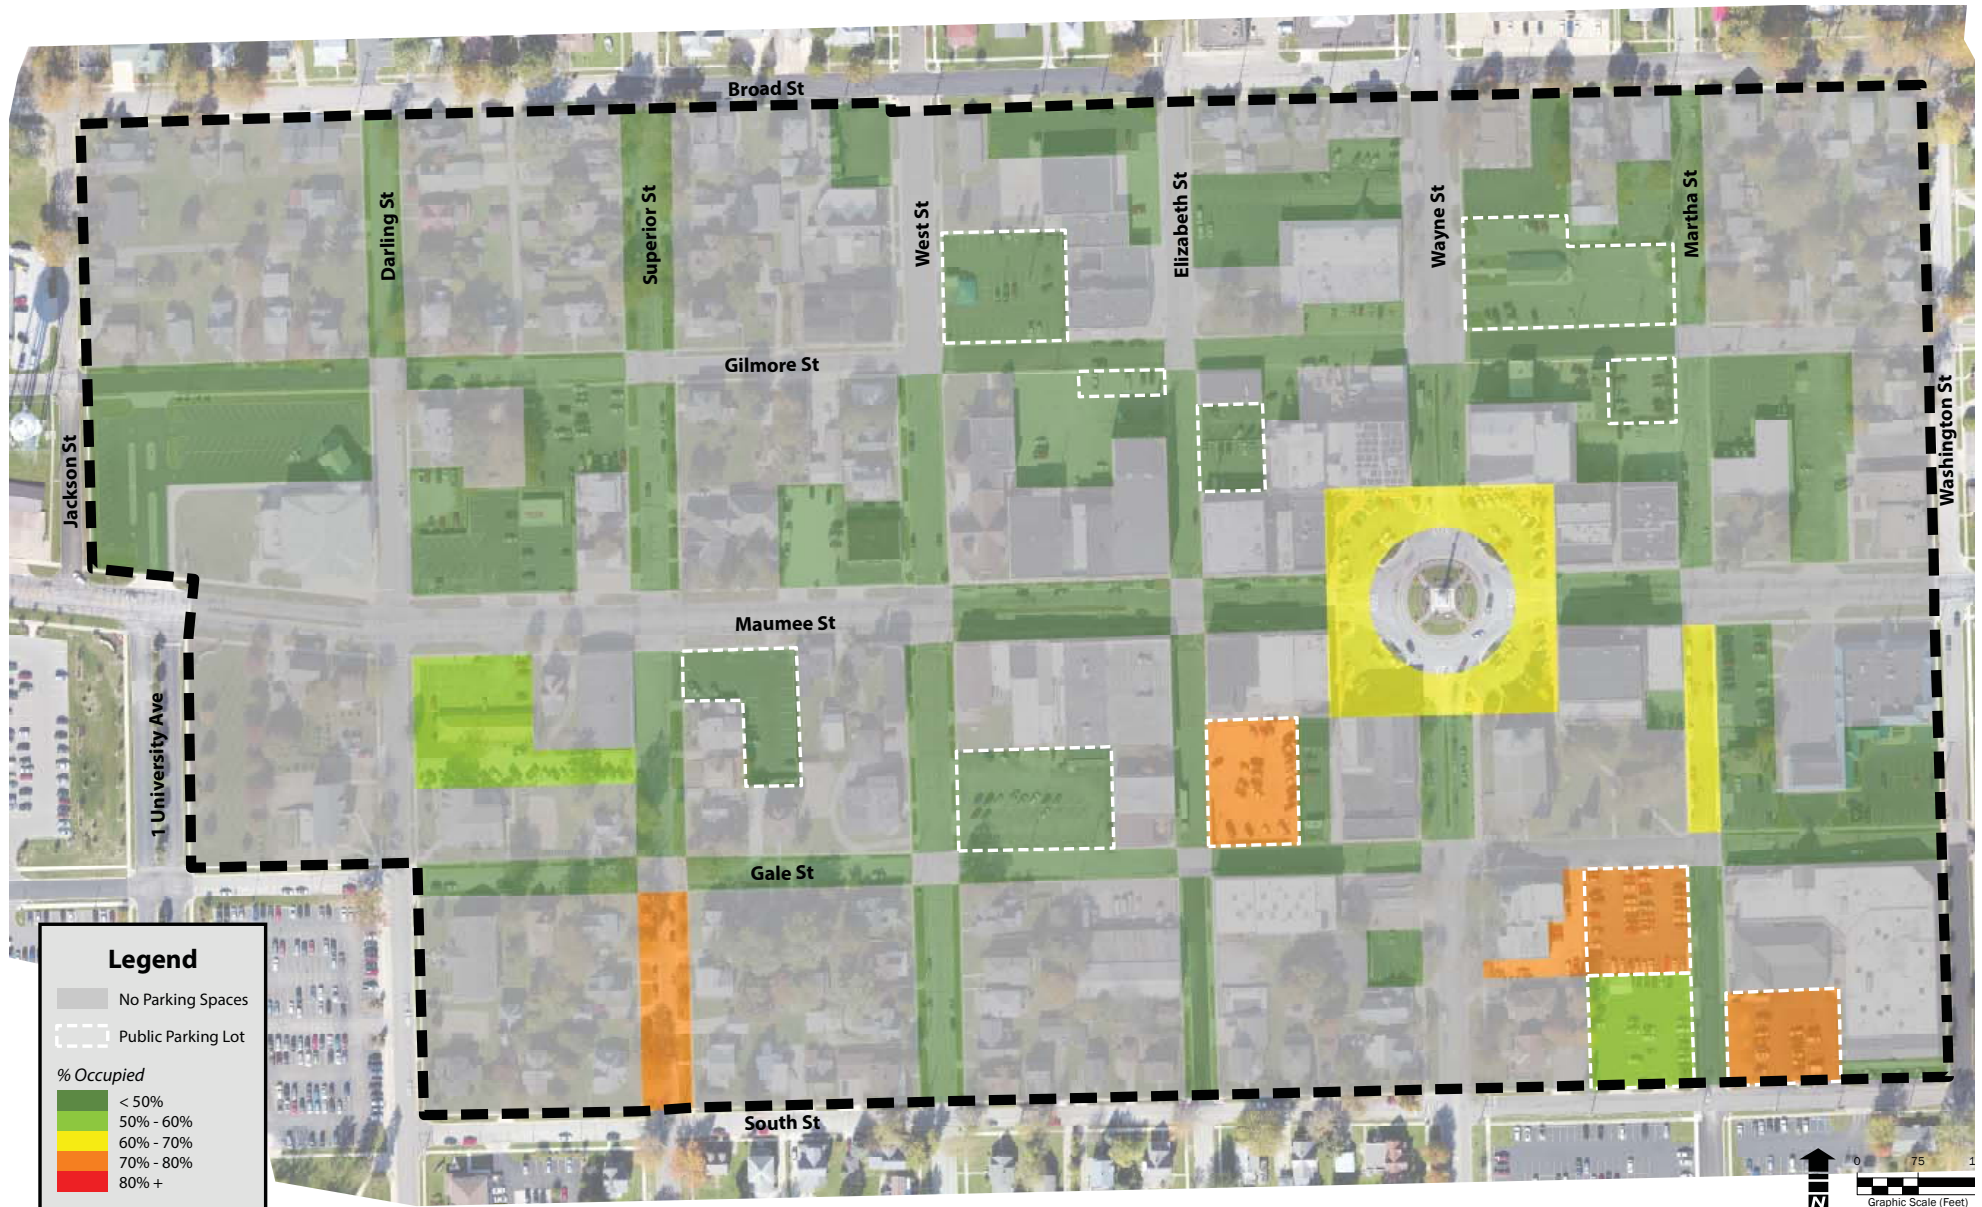 Broad St
Darling St
Superior St
West St
Elizabeth St
Wayne St
Martha St
Gilmore St
Jackson St
Washington St
Maumee St
1 University Ave
Gale St
South St
Legend
No Parking Spaces
Public Parking Lot
% Occupied
< 50%
50% - 60%
60% - 70%
70% - 80%
80% +
N
0 75
Graphic Scale (Feet)